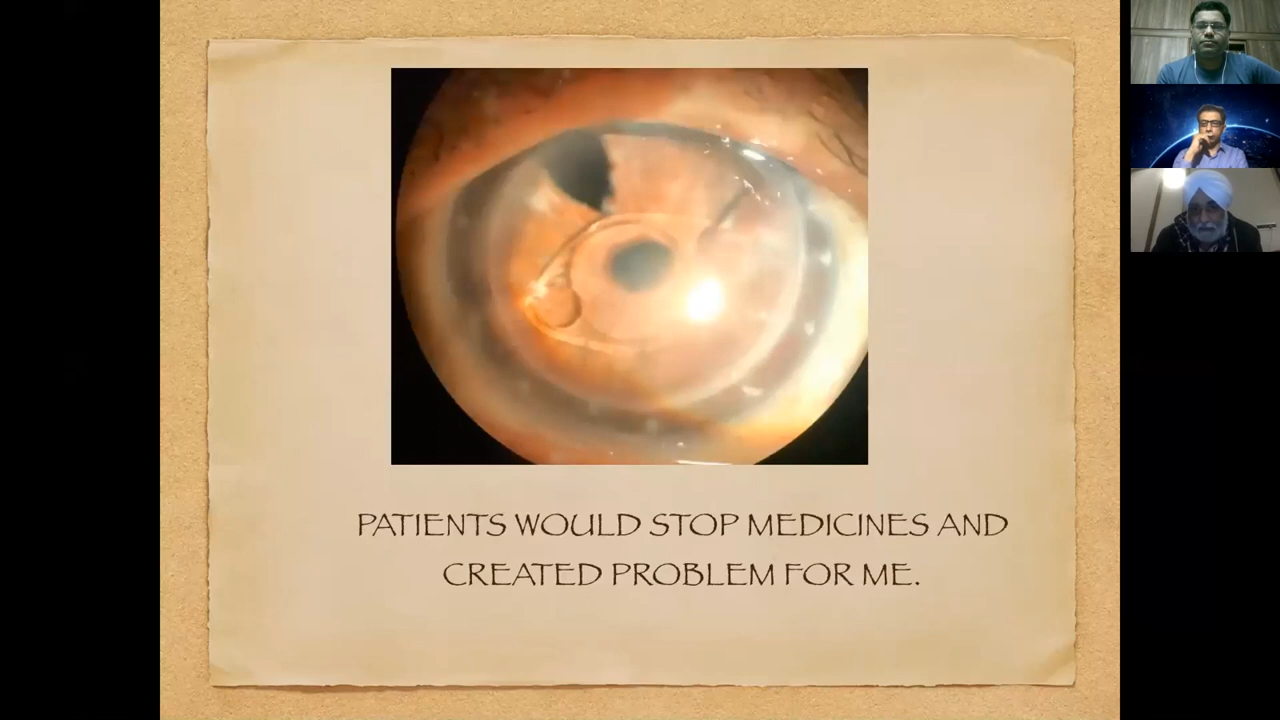 PATIENTS WOULD STOP MEDICINES AND
CREATED PROBLEM FOR ME.